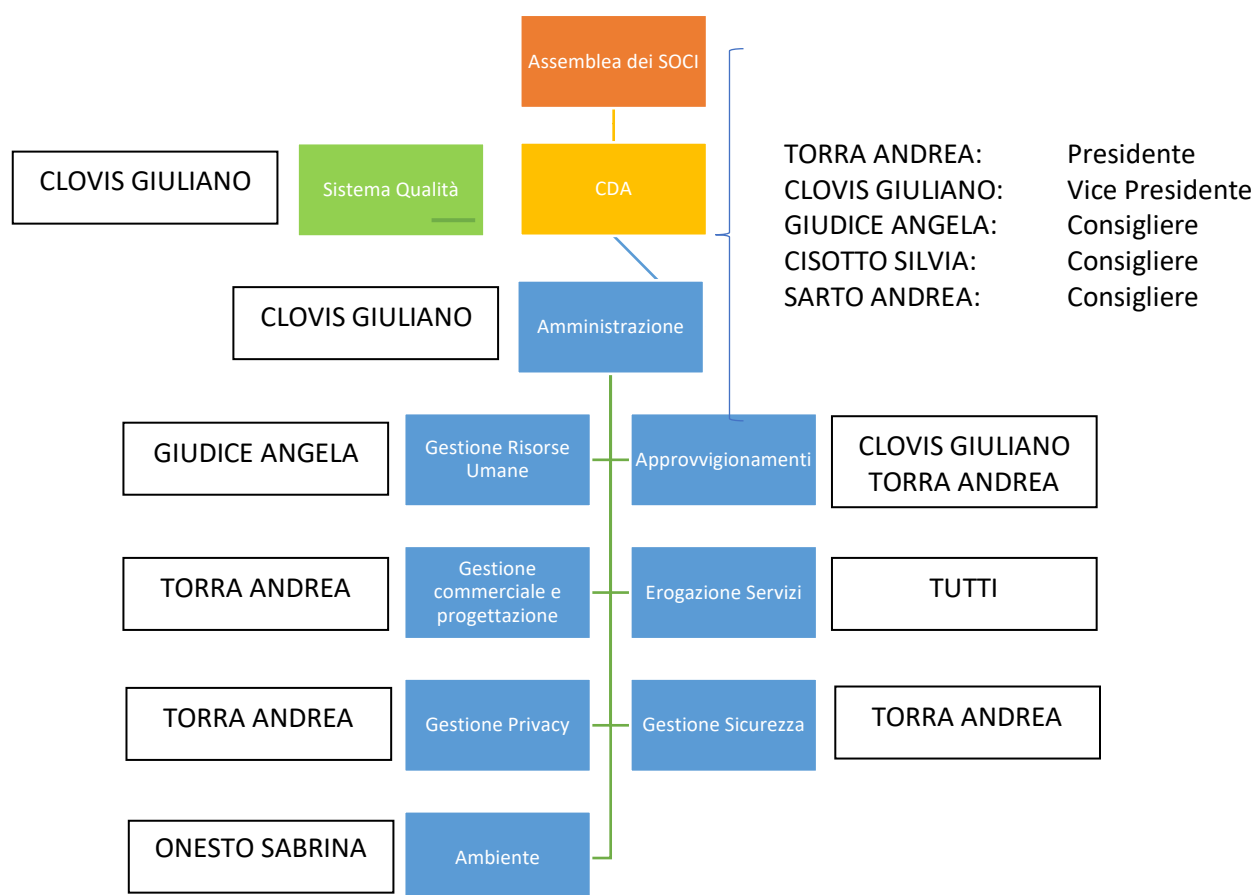 Assemblea dei SOCI
CLOVIS GIULIANO
Sistema Qualità
CDA
TORRA ANDREA: Presidente
CLOVIS GIULIANO: Vice Presidente
GIUDICE ANGELA: Consigliere
CISOTTO SILVIA: Consigliere
SARTO ANDREA: Consigliere
CLOVIS GIULIANO
Amministrazione
GIUDICE ANGELA
Gestione Risorse
Umane
Approvvigionamenti
CLOVIS GIULIANO
TORRA ANDREA
TORRA ANDREA
Gestione
commerciale e
progettazione
Erogazione Servizi
TUTTI
TORRA ANDREA
Gestione Privacy
Gestione Sicurezza
TORRA ANDREA
ONESTO SABRINA
Ambiente